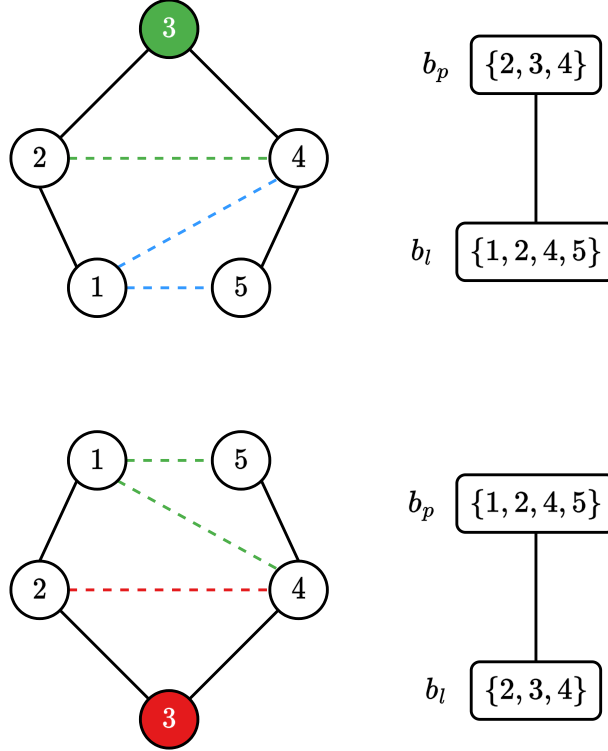 3
b_p {2, 3, 4}
2 4
b_l {1, 2, 4, 5}
1 5
1 5
b_p {1, 2, 4, 5}
2 4
b_l {2, 3, 4}
3